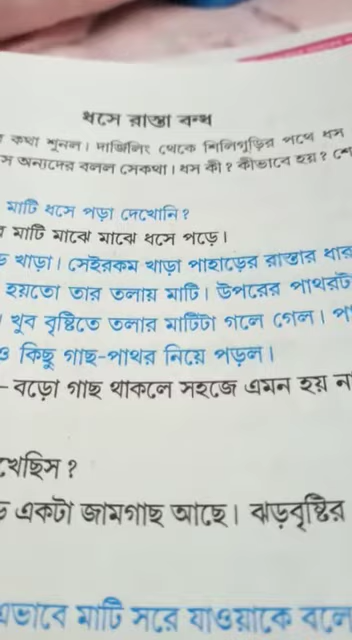 ধসে রাস্তা বন্ধ
কথা শুনল। দার্জিলিং থেকে শিলিগুড়ির পথে ধস
অন্যদের বলল সেকথা। ধস কী? কীভাবে হয়?
মাটি ধসে পড়া দেখোনি?
মাটি মাঝে মাঝে ধসে পড়ে।
খাড়া। সেইরকম খাড়া পাহাড়ের রাস্তার ধার
হয়তো তার তলায় মাটি। উপরের পাথরট
খুব বৃষ্টিতে তলার মাটিটা গলে গেল।
ও কিছু গাছ-পাথর নিয়ে পড়ল।
– বড়ো গাছ থাকলে সহজে এমন হয় ন
খেছিস?
একটা জামগাছ আছে। ঝড়বৃষ্টির
এভাবে মাটি সরে যাওয়াকে বলে